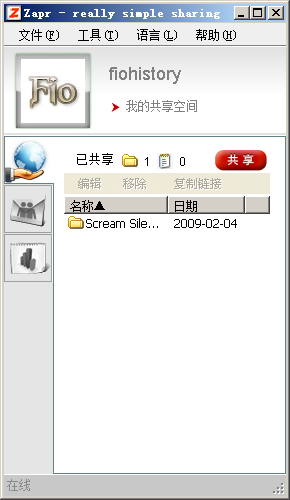 Zapr - really simple sharing
文件(F) 工具(T) 语言(L) 帮助(H)
Fio
fiohistory
我的共享空间
已共享 1 0 共享
编辑 移除 复制链接
名称▲ 日期
Scream Sile... 2009-02-04
在线